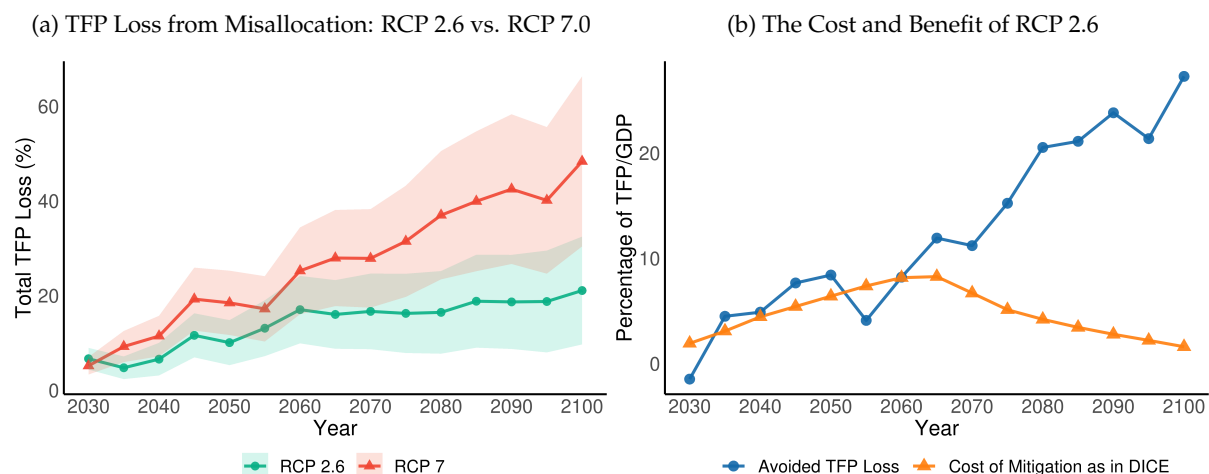 (a) TFP Loss from Misallocation: RCP 2.6 vs. RCP 7.0
Total TFP Loss (%)
60
40
20
0
2030 2040 2050 2060 2070 2080 2090 2100
Year
RCP 2.6 RCP 7
(b) The Cost and Benefit of RCP 2.6
Percentage of TFP/GDP
20
10
0
2030 2040 2050 2060 2070 2080 2090 2100
Year
Avoided TFP Loss Cost of Mitigation as in DICE